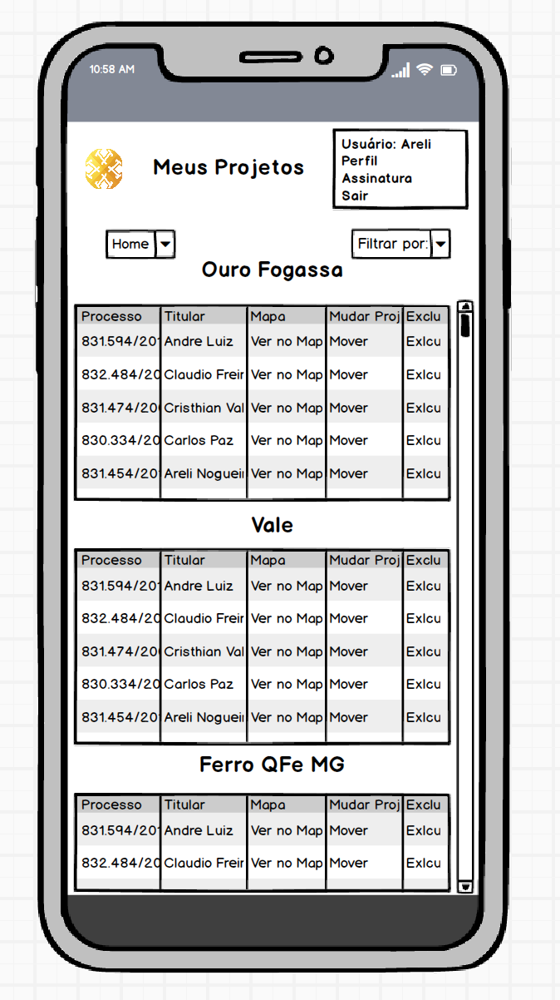 10:58 AM
Meus Projetos
Usuário: Areli
Perfil
Assinatura
Sair
Home
Filtrar por:
Ouro Fogassa
Processo Titular Mapa Mudar Proj Exclu
831.594/201 Andre Luiz Ver no Map Mover Exlcu
832.484/20 Claudio Freir Ver no Map Mover Exlcu
831.474/200 Cristhian Val Ver no Map Mover Exlcu
830.334/20 Carlos Paz Ver no Map Mover Exlcu
831.454/201 Areli Nogueir Ver no Map Mover Exlcu
Vale
Processo Titular Mapa Mudar Proj Exclu
831.594/201 Andre Luiz Ver no Map Mover Exlcu
832.484/20 Claudio Freir Ver no Map Mover Exlcu
831.474/200 Cristhian Val Ver no Map Mover Exlcu
830.334/20 Carlos Paz Ver no Map Mover Exlcu
831.454/201 Areli Nogueir Ver no Map Mover Exlcu
Ferro QFe MG
Processo Titular Mapa Mudar Proj Exclu
831.594/201 Andre Luiz Ver no Map Mover Exlcu
832.484/20 Claudio Freir Ver no Map Mover Exlcu